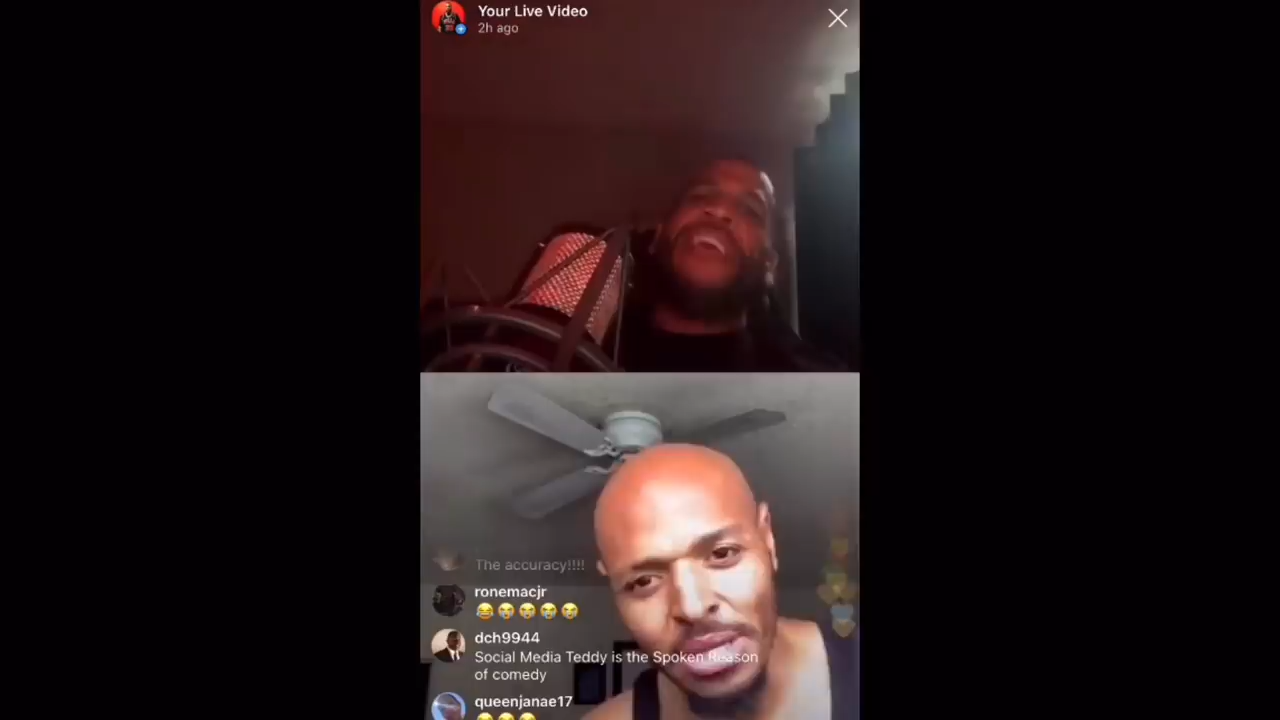 Your Live Video
2h ago
The accuracy!!!!
ronemacjr
😂😭😭😭😭
dch9944
Social Media Teddy is the Spoken Reason
of comedy
queenjanae17